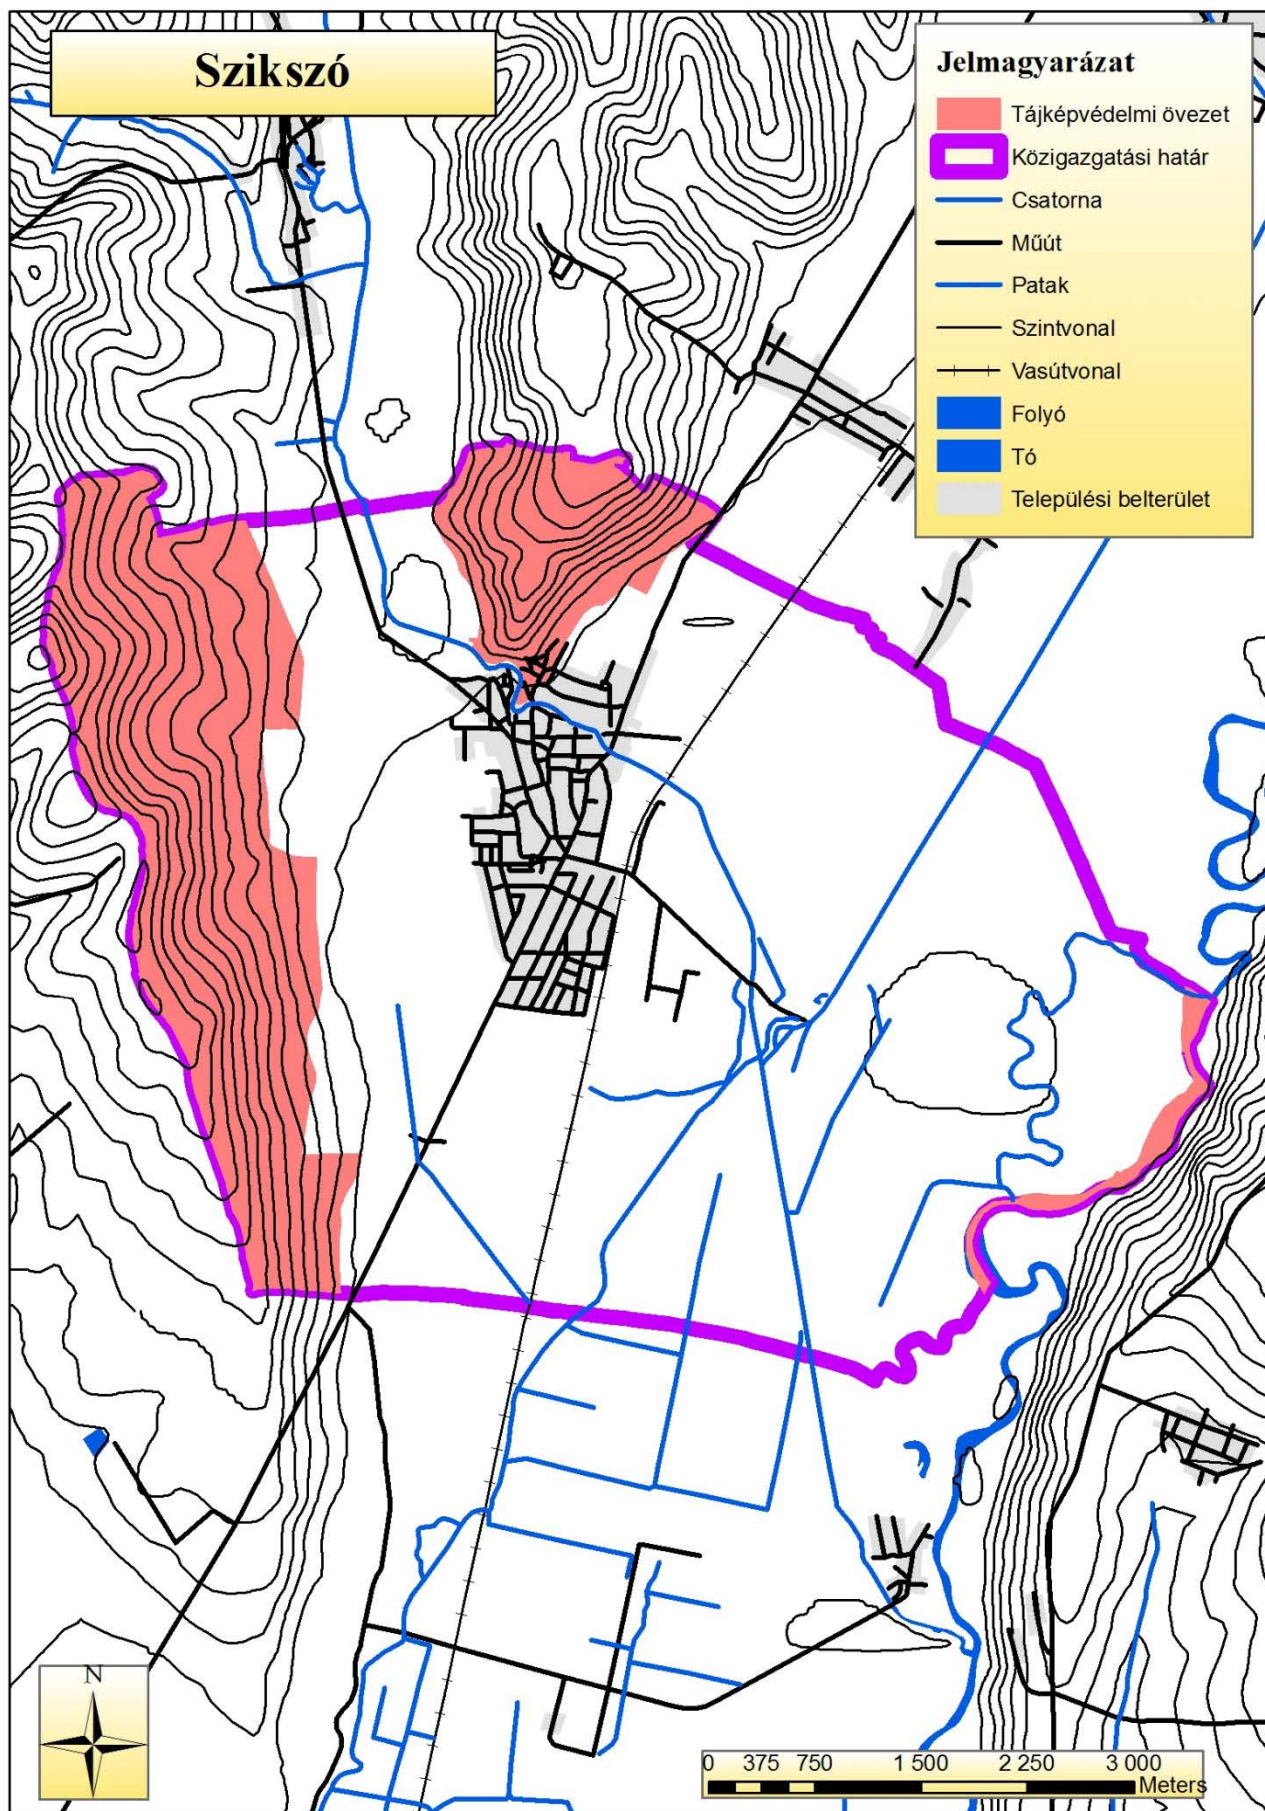 Szikszó
Jelmagyarázat
Tájképvédelmi övezet
Közigazgatási határ
Csatorna
Műút
Patak
Szintvonal
Vasútvonal
Folyó
Tó
Települési belterület
N
0 375 750 1 500 2 250 3 000
Meters